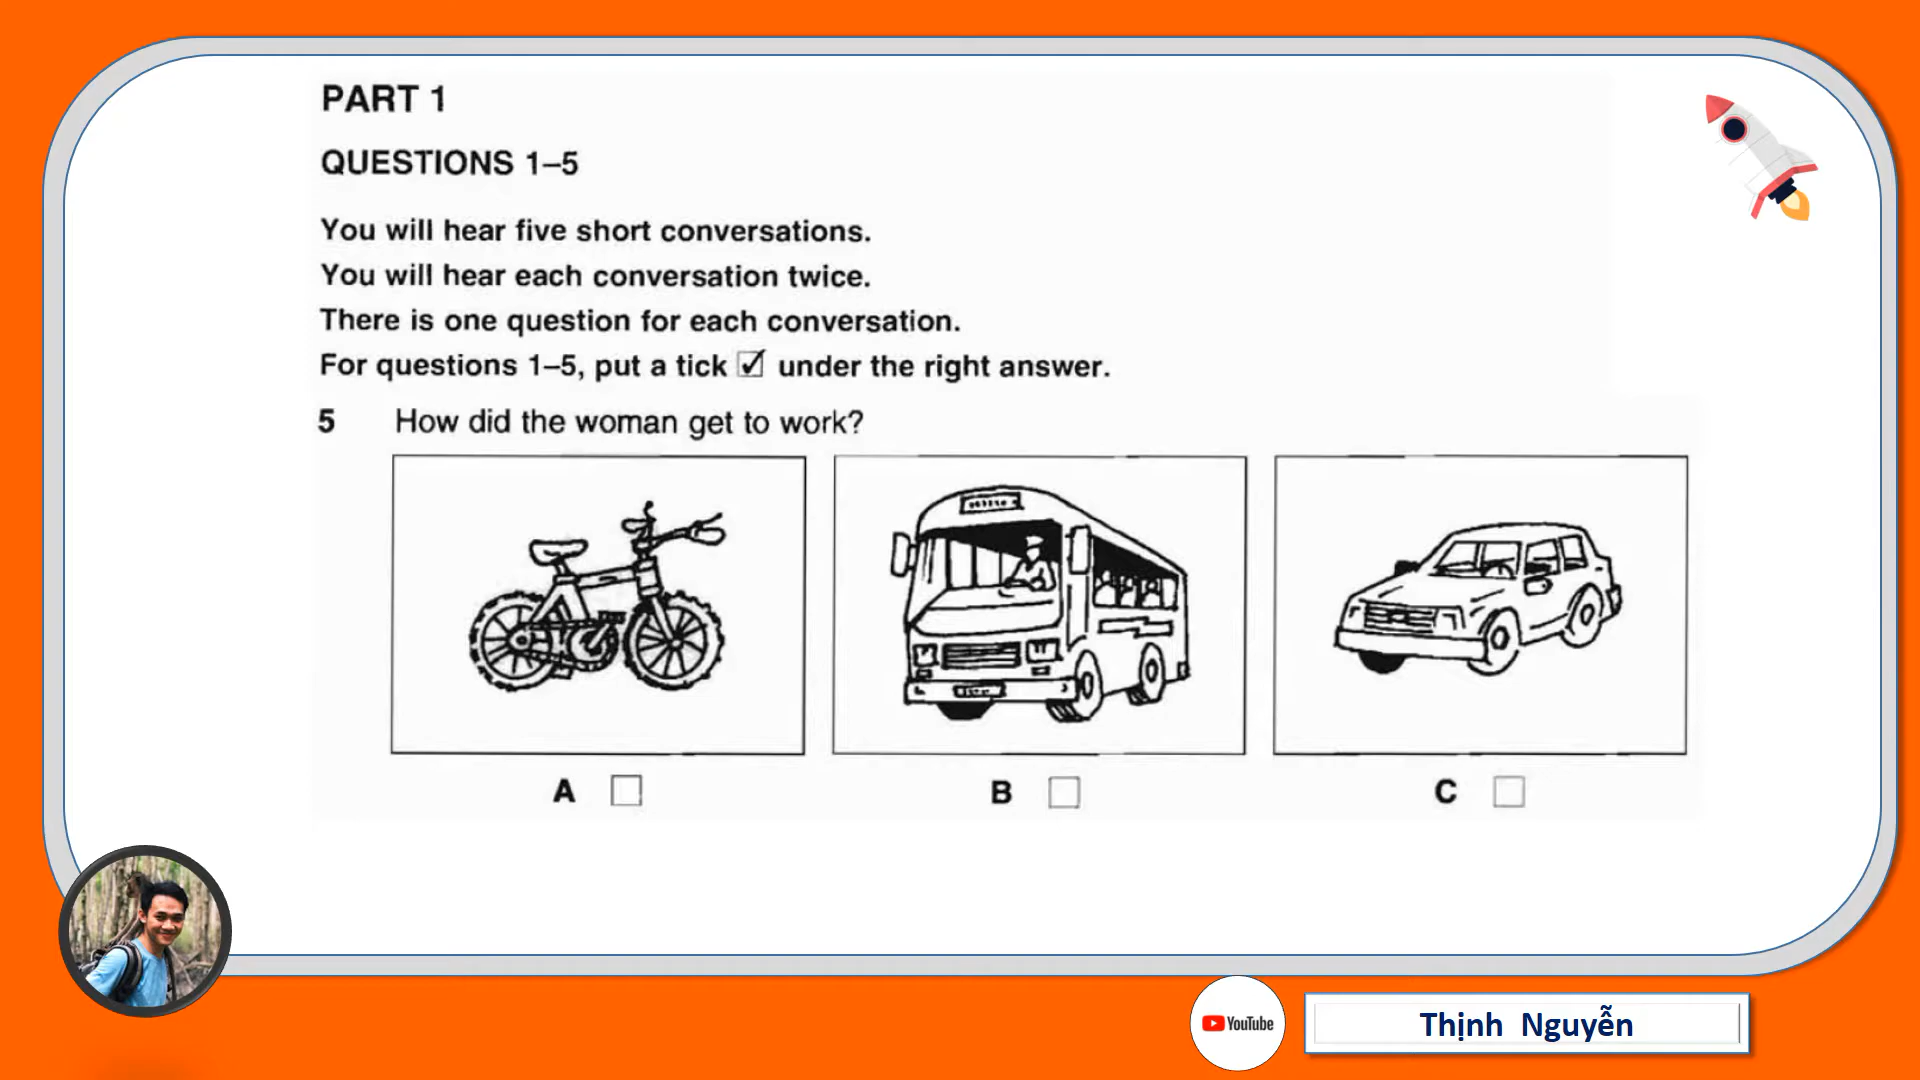 PART 1
QUESTIONS 1–5
You will hear five short conversations.
You will hear each conversation twice.
There is one question for each conversation.
For questions 1–5, put a tick ☑ under the right answer.
5 How did the woman get to work?
A
B
C
YouTube
Thịnh Nguyễn